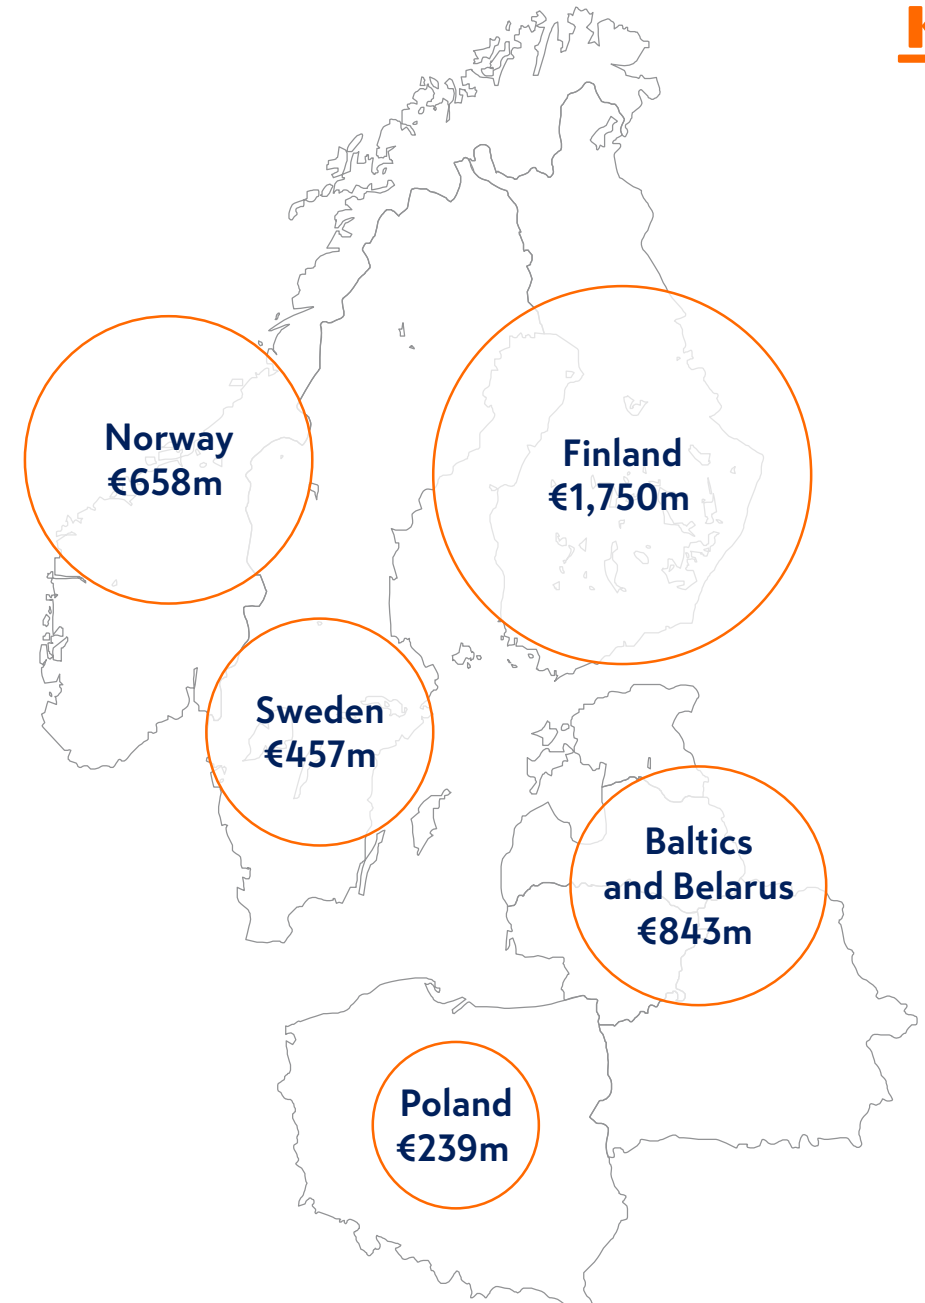 K
Norway
€658m
Finland
€1,750m
Sweden
€457m
Baltics
and Belarus
€843m
Poland
€239m